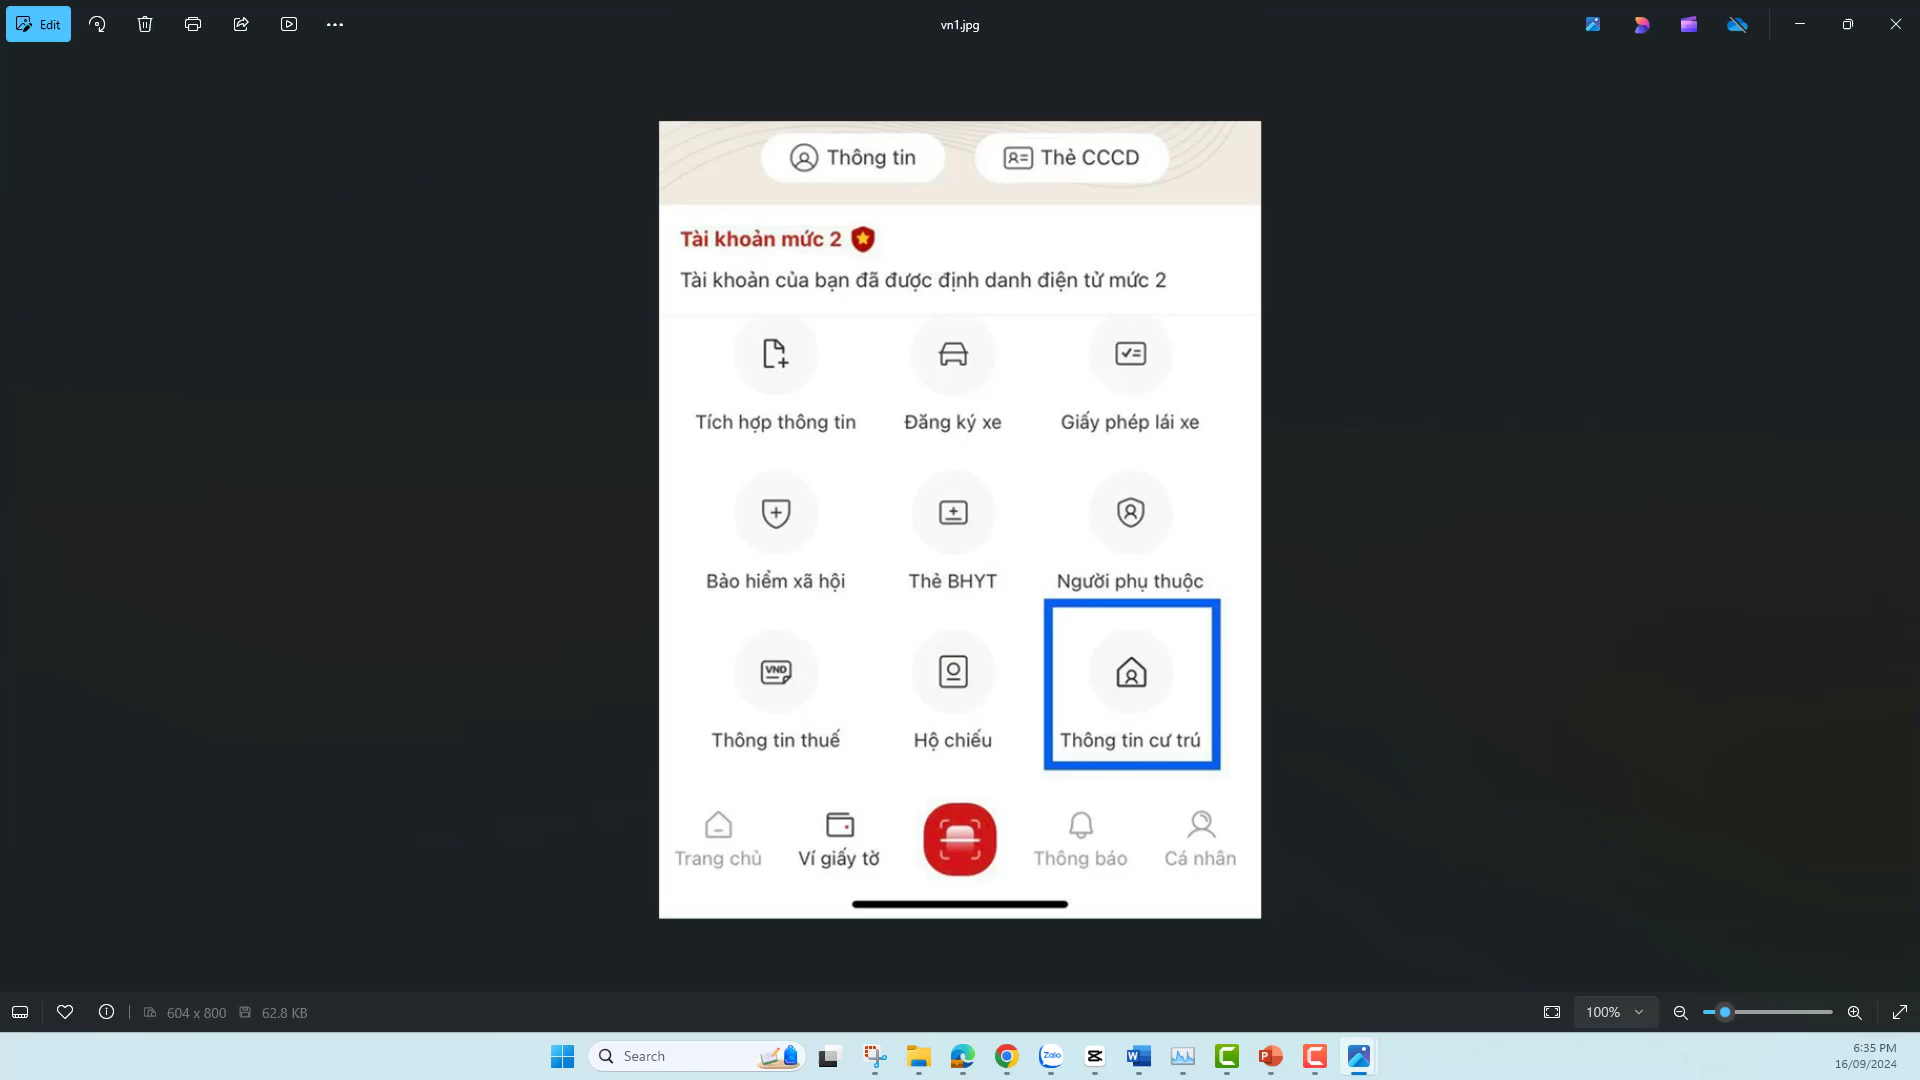 Edit
vn1.jpg
Thông tin
Thẻ CCCD
Tài khoản mức 2
Tài khoản của bạn đã được định danh điện tử mức 2
Tích hợp thông tin
Đăng ký xe
Giấy phép lái xe
Bảo hiểm xã hội
Thẻ BHYT
Người phụ thuộc
VND
Thông tin thuế
Hộ chiếu
Thông tin cư trú
Trang chủ
Ví giấy tờ
Thông báo
Cá nhân
604 x 800
62.8 KB
100%
Search
Zalo
6:35 PM
16/09/2024